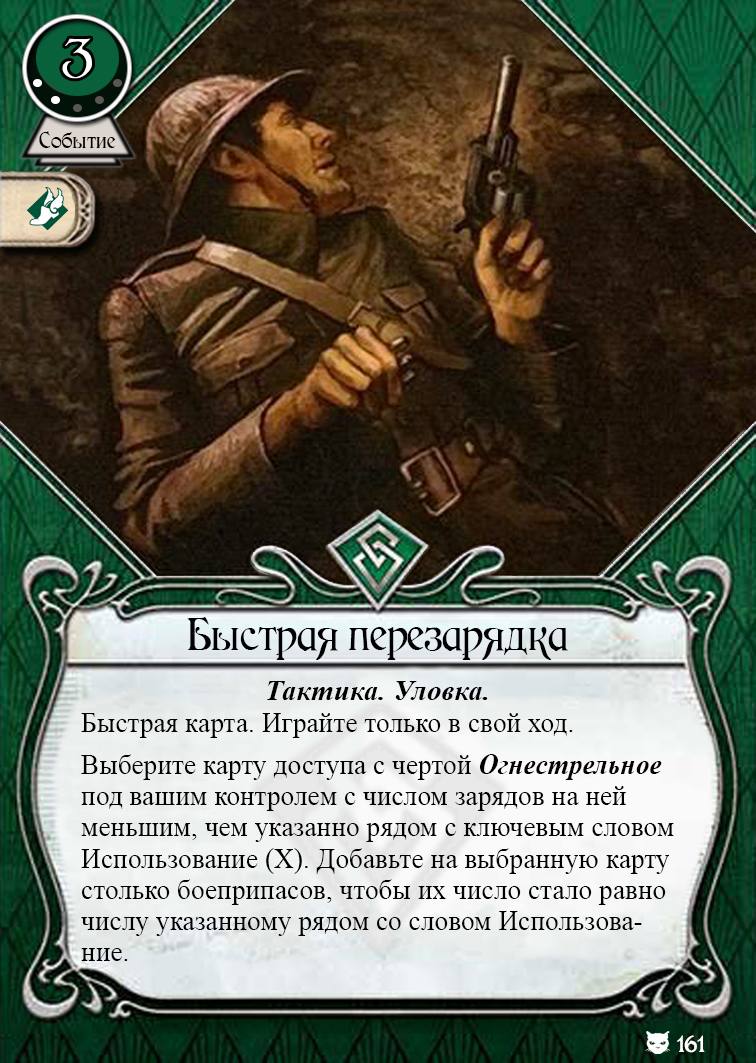 3
Событие
Быстрая перезарядка
Тактика. Уловка.
Быстрая карта. Играйте только в свой ход.
Выберите карту доступа с чертой Огнестрельное
под вашим контролем с числом зарядов на ней
меньшим, чем указанно рядом с ключевым словом
Использование (X). Добавьте на выбранную карту
столько боеприпасов, чтобы их число стало равно
числу указанному рядом со словом Использова-
ние.
161